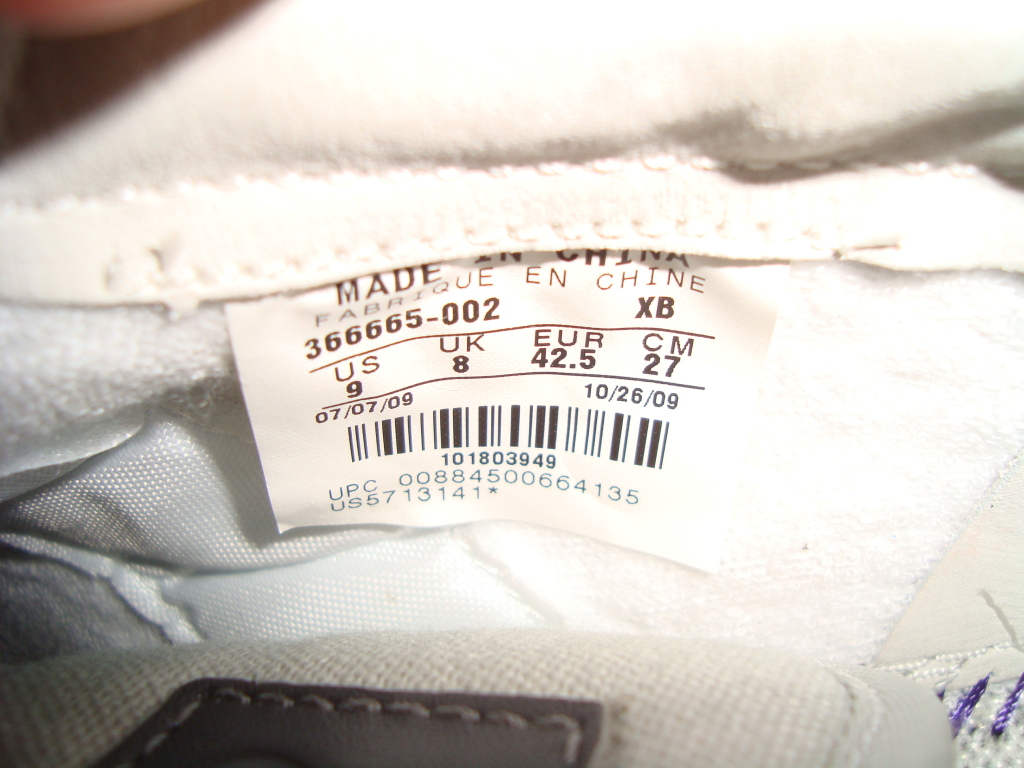 MADE IN CHINA
FABRIQUE EN CHINE
366665-002 XB
US UK EUR CM
9 8 42.5 27
07/07/09 10/26/09
101803949
UPC 00884500664135
US5713141*